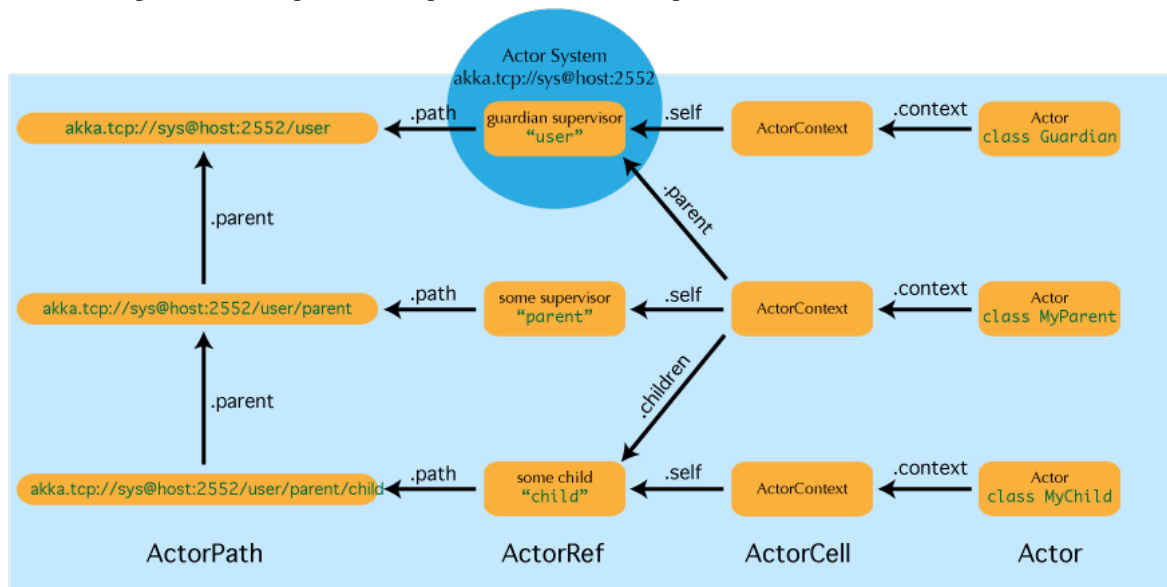 Actor System
akka.tcp://sys@host:2552
akka.tcp://sys@host:2552/user
.path
guardian supervisor
"user"
.self
ActorContext
.context
Actor
class Guardian
.parent
.parent
akka.tcp://sys@host:2552/user/parent
.path
some supervisor
"parent"
.self
ActorContext
.context
Actor
class MyParent
.parent
.children
akka.tcp://sys@host:2552/user/parent/child
.path
some child
"child"
.self
ActorContext
.context
Actor
class MyChild
ActorPath
ActorRef
ActorCell
Actor